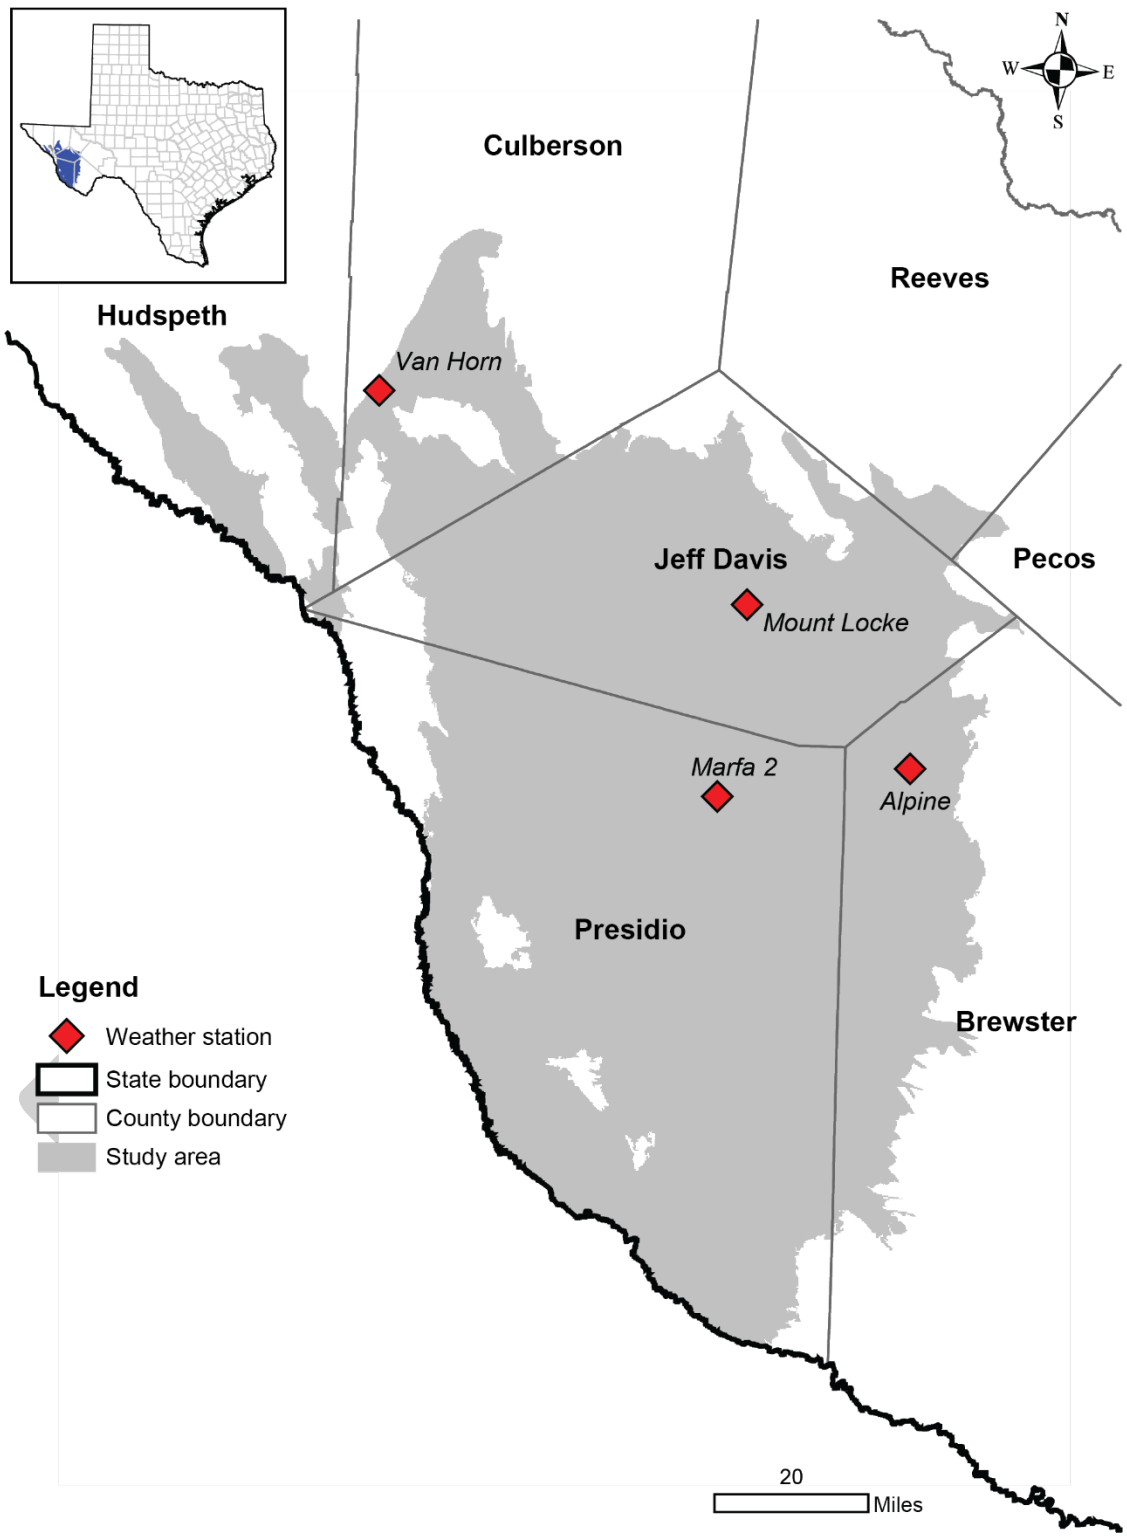 N
W
E
S
Culberson
Reeves
Hudspeth
Van Horn
Jeff Davis
Pecos
Mount Locke
Marfa 2
Alpine
Presidio
Legend
Brewster
Weather station
State boundary
County boundary
Study area
20
Miles